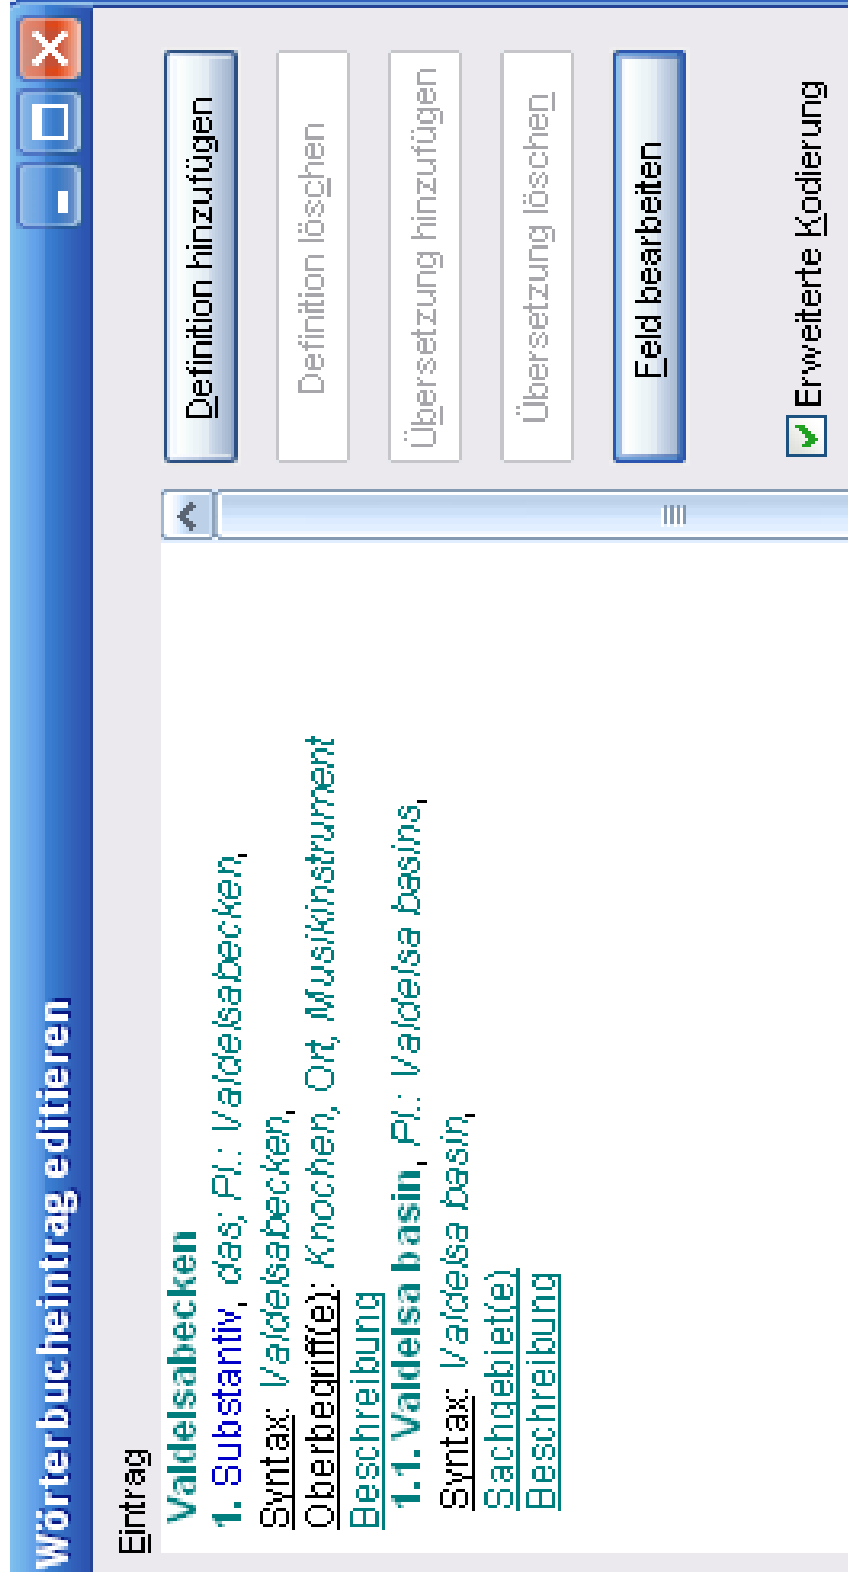 Wörterbucheintrag editieren
Eintrag
Valdelsabecken
1. Substantiv, das; Pl.: Valdelsabecken,
Syntax: Valdelsabecken,
Oberbegriff(e): Knochen, Ort, Musikinstrument
Beschreibung
1.1. Valdelsa basin, Pl.: Valdelsa basins,
Syntax: Valdelsa basin,
Sachgebiet(e)
Beschreibung
Definition hinzufügen
Definition löschen
Übersetzung hinzufügen
Übersetzung löschen
Feld bearbeiten
Erweiterte Kodierung